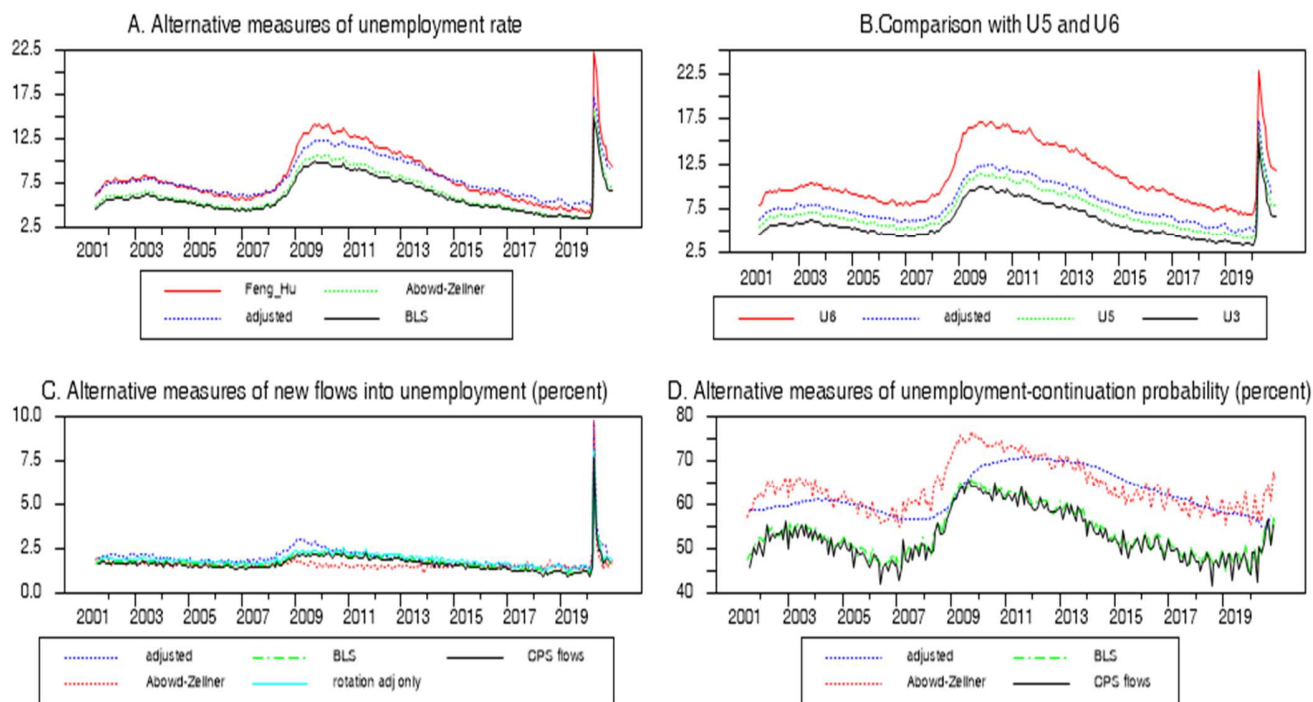 A. Alternative measures of unemployment rate
22.5
17.5
12.5
7.5
2.5
2001 2003 2005 2007 2009 2011 2013 2015 2017 2019
Feng_Hu Abowd-Zellner
adjusted BLS
B.Comparison with U5 and U6
22.5
17.5
12.5
7.5
2.5
2001 2003 2005 2007 2009 2011 2013 2015 2017 2019
U6 adjusted U5 U3
C. Alternative measures of new flows into unemployment (percent)
10.0
7.5
5.0
2.5
0.0
2001 2003 2005 2007 2009 2011 2013 2015 2017 2019
adjusted BLS CPS flows
Abowd-Zellner rotation adj only
D. Alternative measures of unemployment-continuation probability (percent)
80
70
60
50
40
2001 2003 2005 2007 2009 2011 2013 2015 2017 2019
adjusted BLS
Abowd-Zellner CPS flows